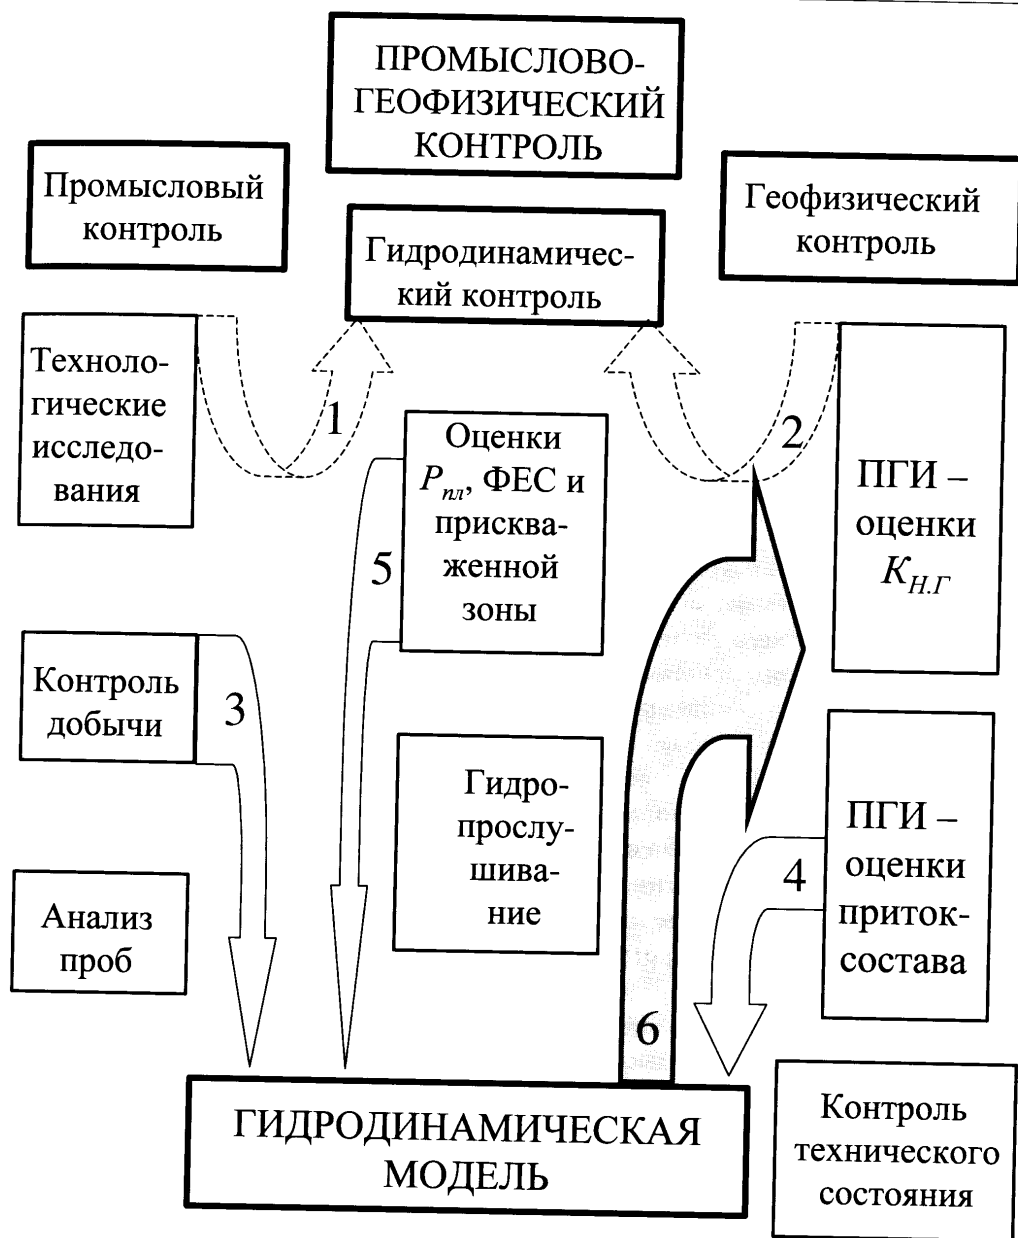 ПРОМЫСЛОВО-
ГЕОФИЗИЧЕСКИЙ
КОНТРОЛЬ
Промысловый
контроль
Гидродинамичес-
кий контроль
Геофизический
контроль
Техноло-
гические
исследо-
вания
1
2
Оценки
Pпл, ФЕС и
присква-
женной
зоны
5
ПГИ –
оценки
KН.Г
Контроль
добычи
3
Гидро-
прослу-
шива-
ние
ПГИ –
оценки
приток-
состава
4
Анализ
проб
6
ГИДРОДИНАМИЧЕСКАЯ
МОДЕЛЬ
Контроль
технического
состояния